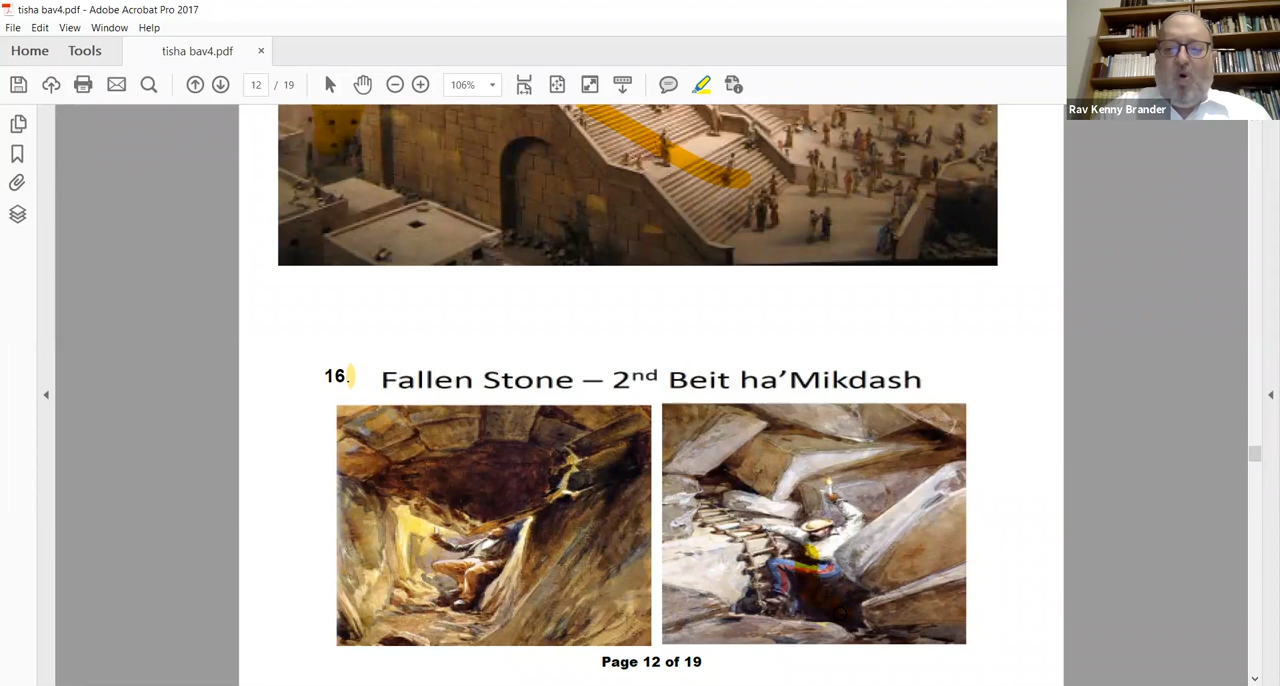 tisha bav4.pdf - Adobe Acrobat Pro 2017
File Edit View Window Help
Home Tools tisha bav4.pdf ×
12 / 19 106%
Rav Kenny Brander
16. Fallen Stone – 2nd Beit ha’Mikdash
Page 12 of 19